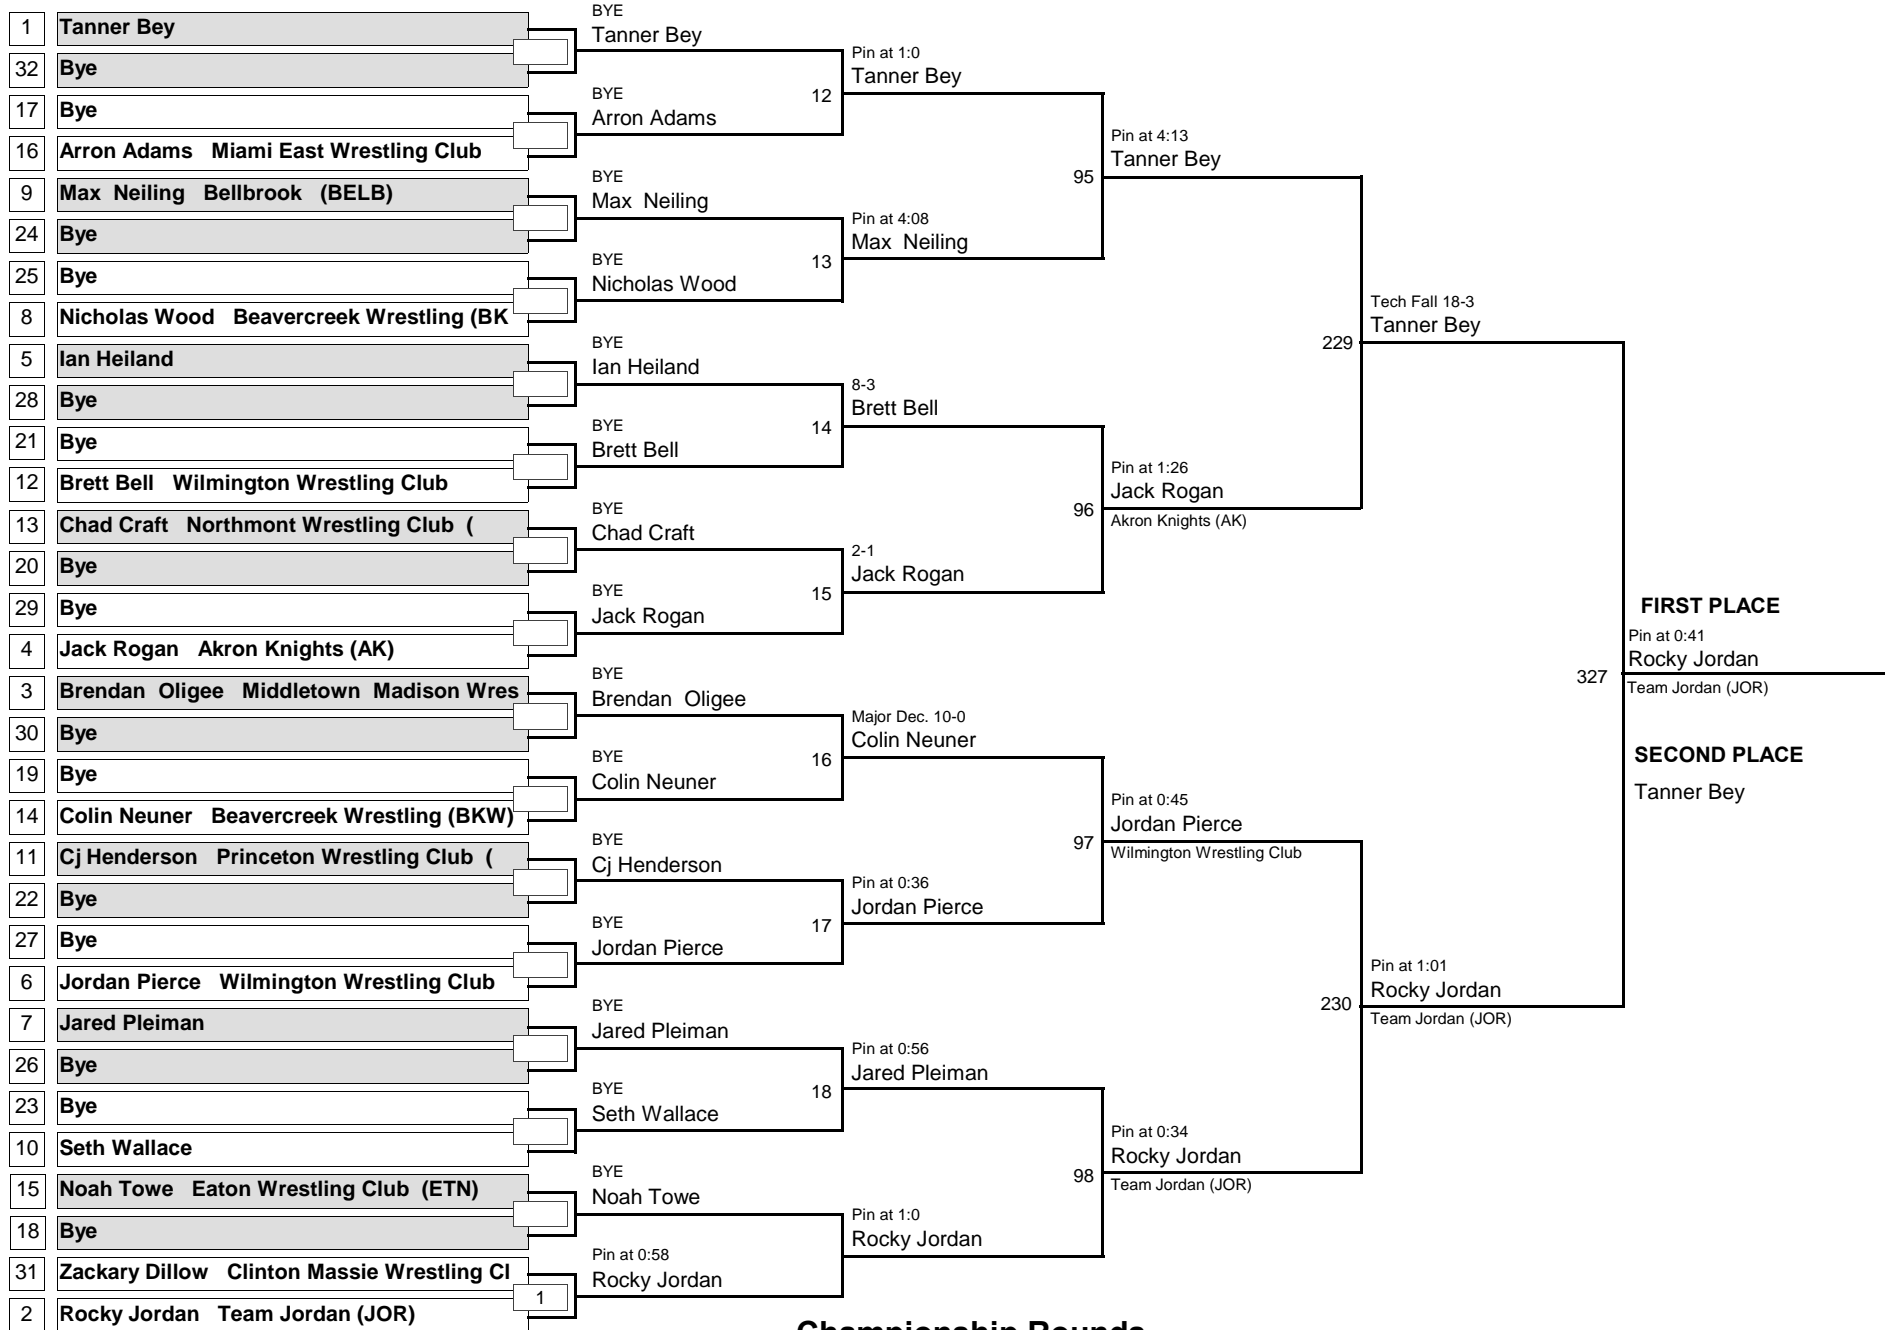 1 Tanner Bey
32 Bye
17 Bye
16 Arron Adams Miami East Wrestling Club
9 Max Neiling Bellbrook (BELB)
24 Bye
25 Bye
8 Nicholas Wood Beavercreek Wrestling (BK
5 Ian Heiland
28 Bye
21 Bye
12 Brett Bell Wilmington Wrestling Club
13 Chad Craft Northmont Wrestling Club (
20 Bye
29 Bye
4 Jack Rogan Akron Knights (AK)
3 Brendan Oligee Middletown Madison Wres
30 Bye
19 Bye
14 Colin Neuner Beavercreek Wrestling (BKW)
11 Cj Henderson Princeton Wrestling Club (
22 Bye
27 Bye
6 Jordan Pierce Wilmington Wrestling Club
7 Jared Pleiman
26 Bye
23 Bye
10 Seth Wallace
15 Noah Towe Eaton Wrestling Club (ETN)
18 Bye
31 Zackary Dillow Clinton Massie Wrestling Cl
2 Rocky Jordan Team Jordan (JOR)
1
BYE
Tanner Bey
BYE
Arron Adams
BYE
Max Neiling
BYE
Nicholas Wood
BYE
Ian Heiland
BYE
Brett Bell
BYE
Chad Craft
BYE
Jack Rogan
BYE
Brendan Oligee
BYE
Colin Neuner
BYE
Cj Henderson
BYE
Jordan Pierce
BYE
Jared Pleiman
BYE
Seth Wallace
BYE
Noah Towe
Pin at 0:58
Rocky Jordan
12
13
14
15
16
17
18
Pin at 1:0
Tanner Bey
Pin at 4:08
Max Neiling
8-3
Brett Bell
2-1
Jack Rogan
Major Dec. 10-0
Colin Neuner
Pin at 0:36
Jordan Pierce
Pin at 0:56
Jared Pleiman
Pin at 1:0
Rocky Jordan
95
96
97
98
Pin at 4:13
Tanner Bey
Pin at 1:26
Jack Rogan
Akron Knights (AK)
Pin at 0:45
Jordan Pierce
Wilmington Wrestling Club
Pin at 0:34
Rocky Jordan
Team Jordan (JOR)
229
230
Tech Fall 18-3
Tanner Bey
Pin at 1:01
Rocky Jordan
Team Jordan (JOR)
327
FIRST PLACE
Pin at 0:41
Rocky Jordan
Team Jordan (JOR)
SECOND PLACE
Tanner Bey
Championship Rounds